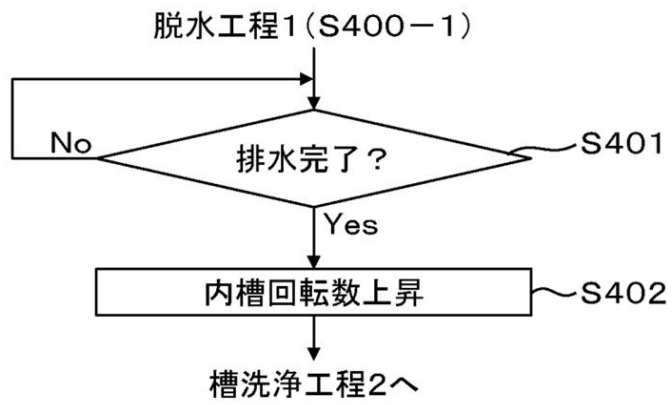 脱水工程1(S400-1)
No
排水完了?
S401
Yes
内槽回転数上昇
S402
槽洗浄工程2へ